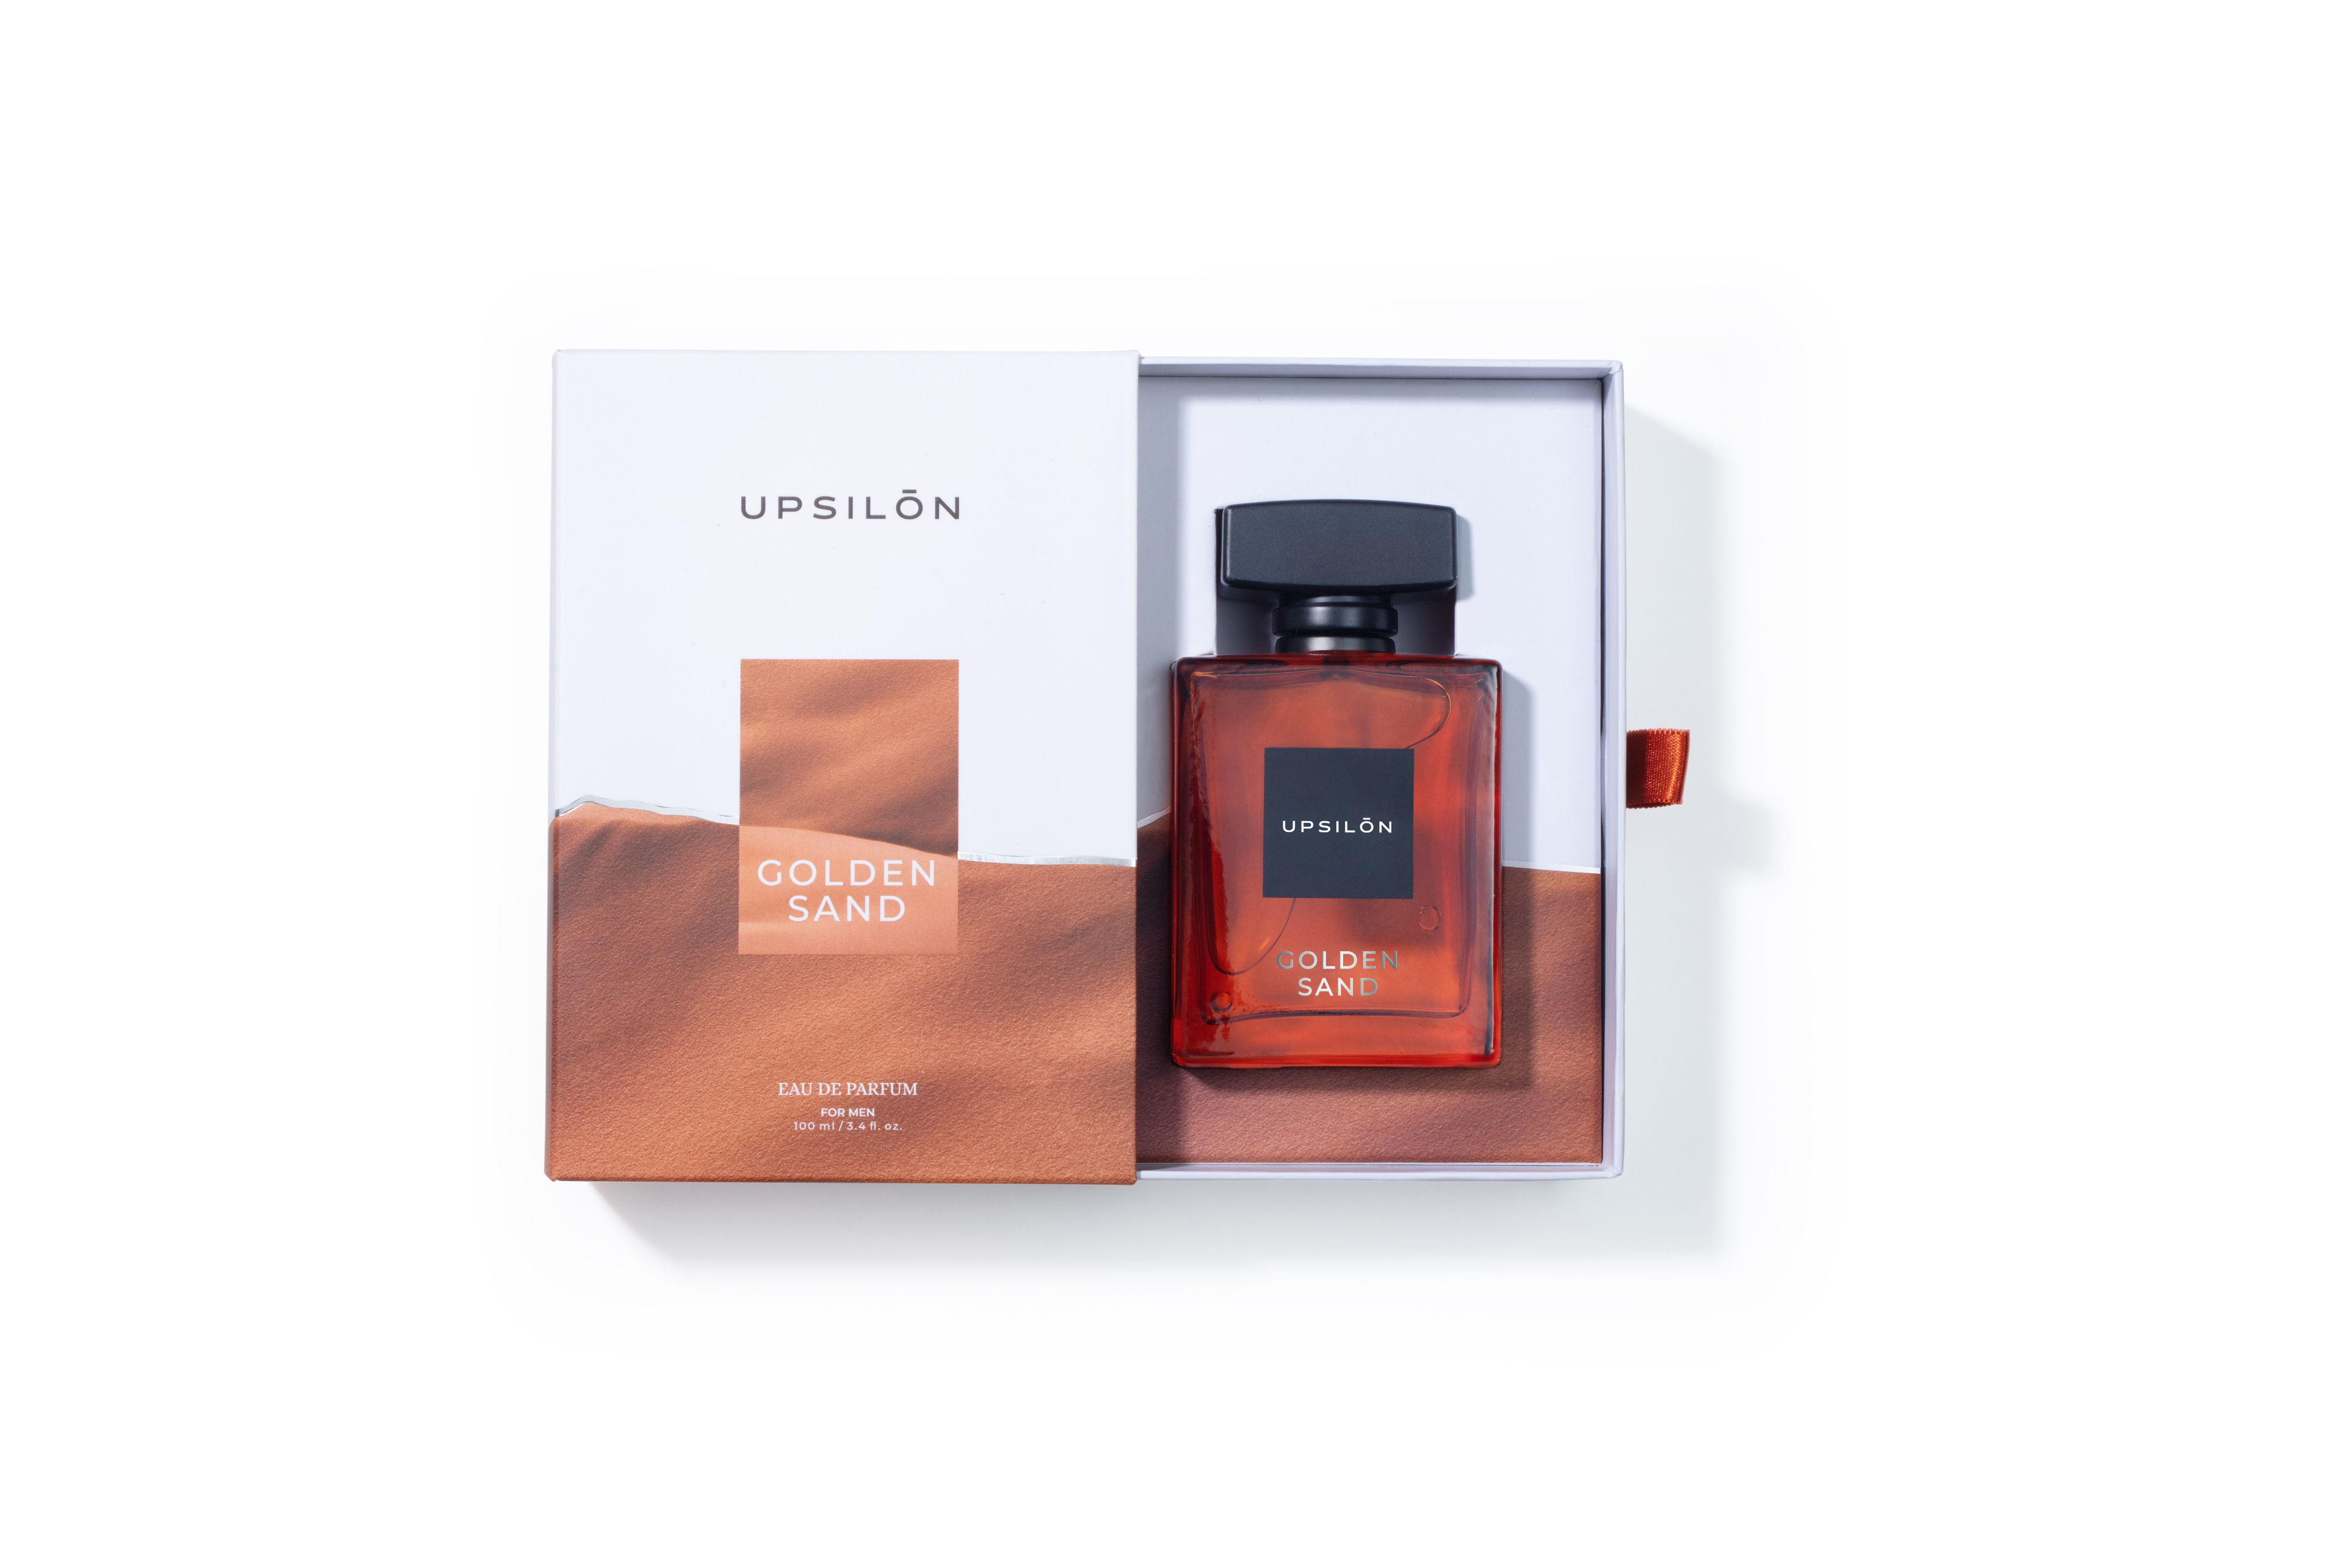 UPSILŌN
GOLDEN
SAND
EAU DE PARFUM
FOR MEN
100 ml / 3.4 fl. oz.
UPSILŌN
GOLDEN
SAND